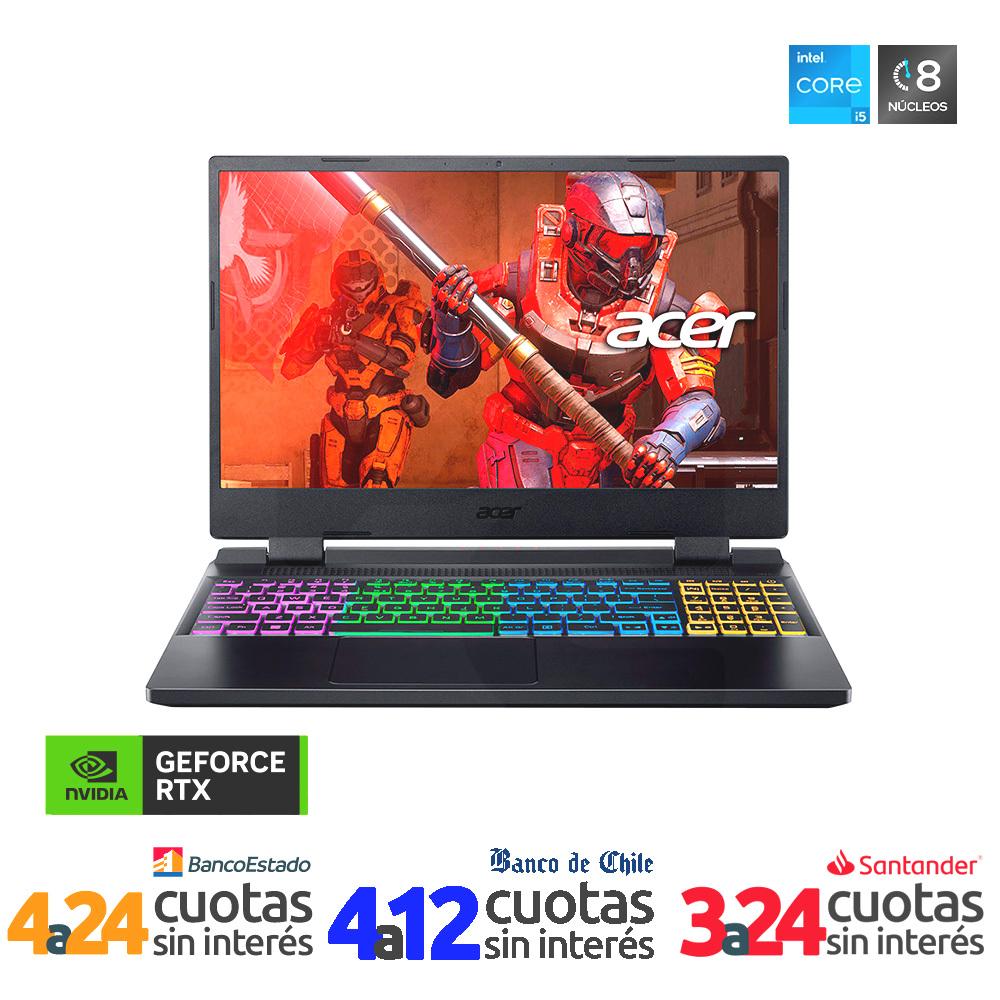 intel
CORE
i5
8
NÚCLEOS
acer
acer
NVIDIA
GEFORCE
RTX
BancoEstado
4a24 cuotas
sin interés
Banco de Chile
4a12 cuotas
sin interés
Santander
3a24 cuotas
sin interés